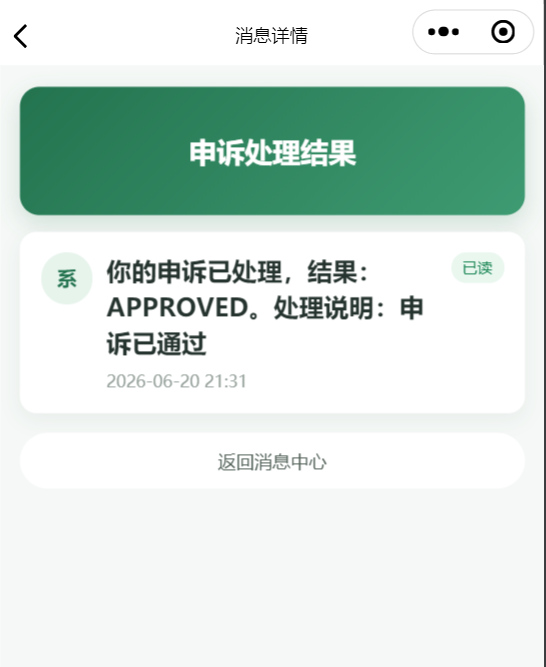 消息详情
申诉处理结果
系
你的申诉已处理，结果：
APPROVED。处理说明：申
诉已通过
已读
2026-06-20 21:31
返回消息中心